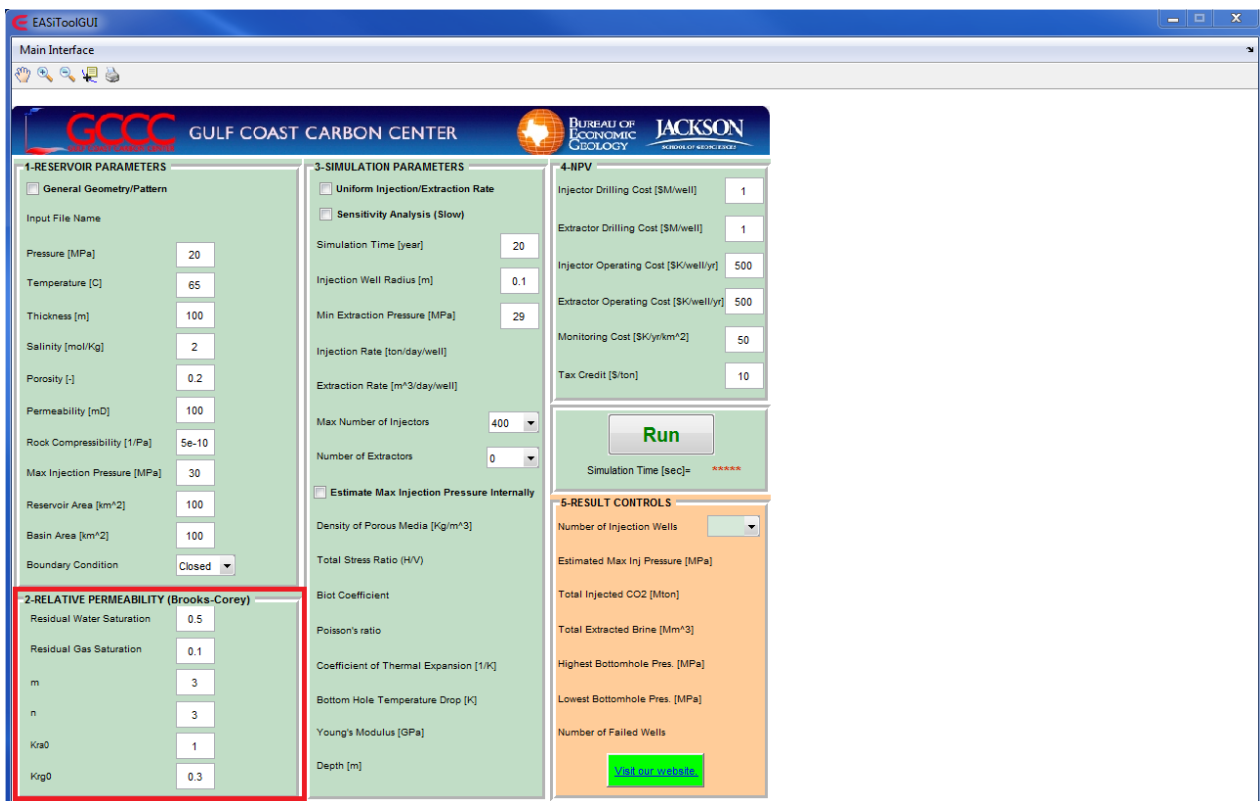 EASiToolGUI
Main Interface
GCCC GULF COAST CARBON CENTER
BUREAU OF
ECONOMIC
GEOLOGY
JACKSON
SCHOOL OF GEOSCIENCES
1-RESERVOIR PARAMETERS
General Geometry/Pattern
Input File Name
Pressure [MPa] 20
Temperature [C] 65
Thickness [m] 100
Salinity [mol/Kg] 2
Porosity [-] 0.2
Permeability [mD] 100
Rock Compressibility [1/Pa] 5e-10
Max Injection Pressure [MPa] 30
Reservoir Area [km^2] 100
Basin Area [km^2] 100
Boundary Condition Closed
2-RELATIVE PERMEABILITY (Brooks-Corey)
Residual Water Saturation 0.5
Residual Gas Saturation 0.1
m 3
n 3
Kra0 1
Krg0 0.3
3-SIMULATION PARAMETERS
Uniform Injection/Extraction Rate
Sensitivity Analysis (Slow)
Simulation Time [year] 20
Injection Well Radius [m] 0.1
Min Extraction Pressure [MPa] 29
Injection Rate [ton/day/well]
Extraction Rate [m^3/day/well]
Max Number of Injectors 400
Number of Extractors 0
Estimate Max Injection Pressure Internally
Density of Porous Media [Kg/m^3]
Total Stress Ratio (H/V)
Biot Coefficient
Poisson's ratio
Coefficient of Thermal Expansion [1/K]
Bottom Hole Temperature Drop [K]
Young's Modulus [GPa]
Depth [m]
4-NPV
Injector Drilling Cost [$M/well] 1
Extractor Drilling Cost [$M/well] 1
Injector Operating Cost [$K/well/yr] 500
Extractor Operating Cost [$K/well/yr] 500
Monitoring Cost [$K/yr/km^2] 50
Tax Credit [$/ton] 10
Run
Simulation Time [sec]= *****
5-RESULT CONTROLS
Number of Injection Wells
Estimated Max Inj Pressure [MPa]
Total Injected CO2 [Mton]
Total Extracted Brine [Mm^3]
Highest Bottomhole Pres. [MPa]
Lowest Bottomhole Pres. [MPa]
Number of Failed Wells
Visit our website.